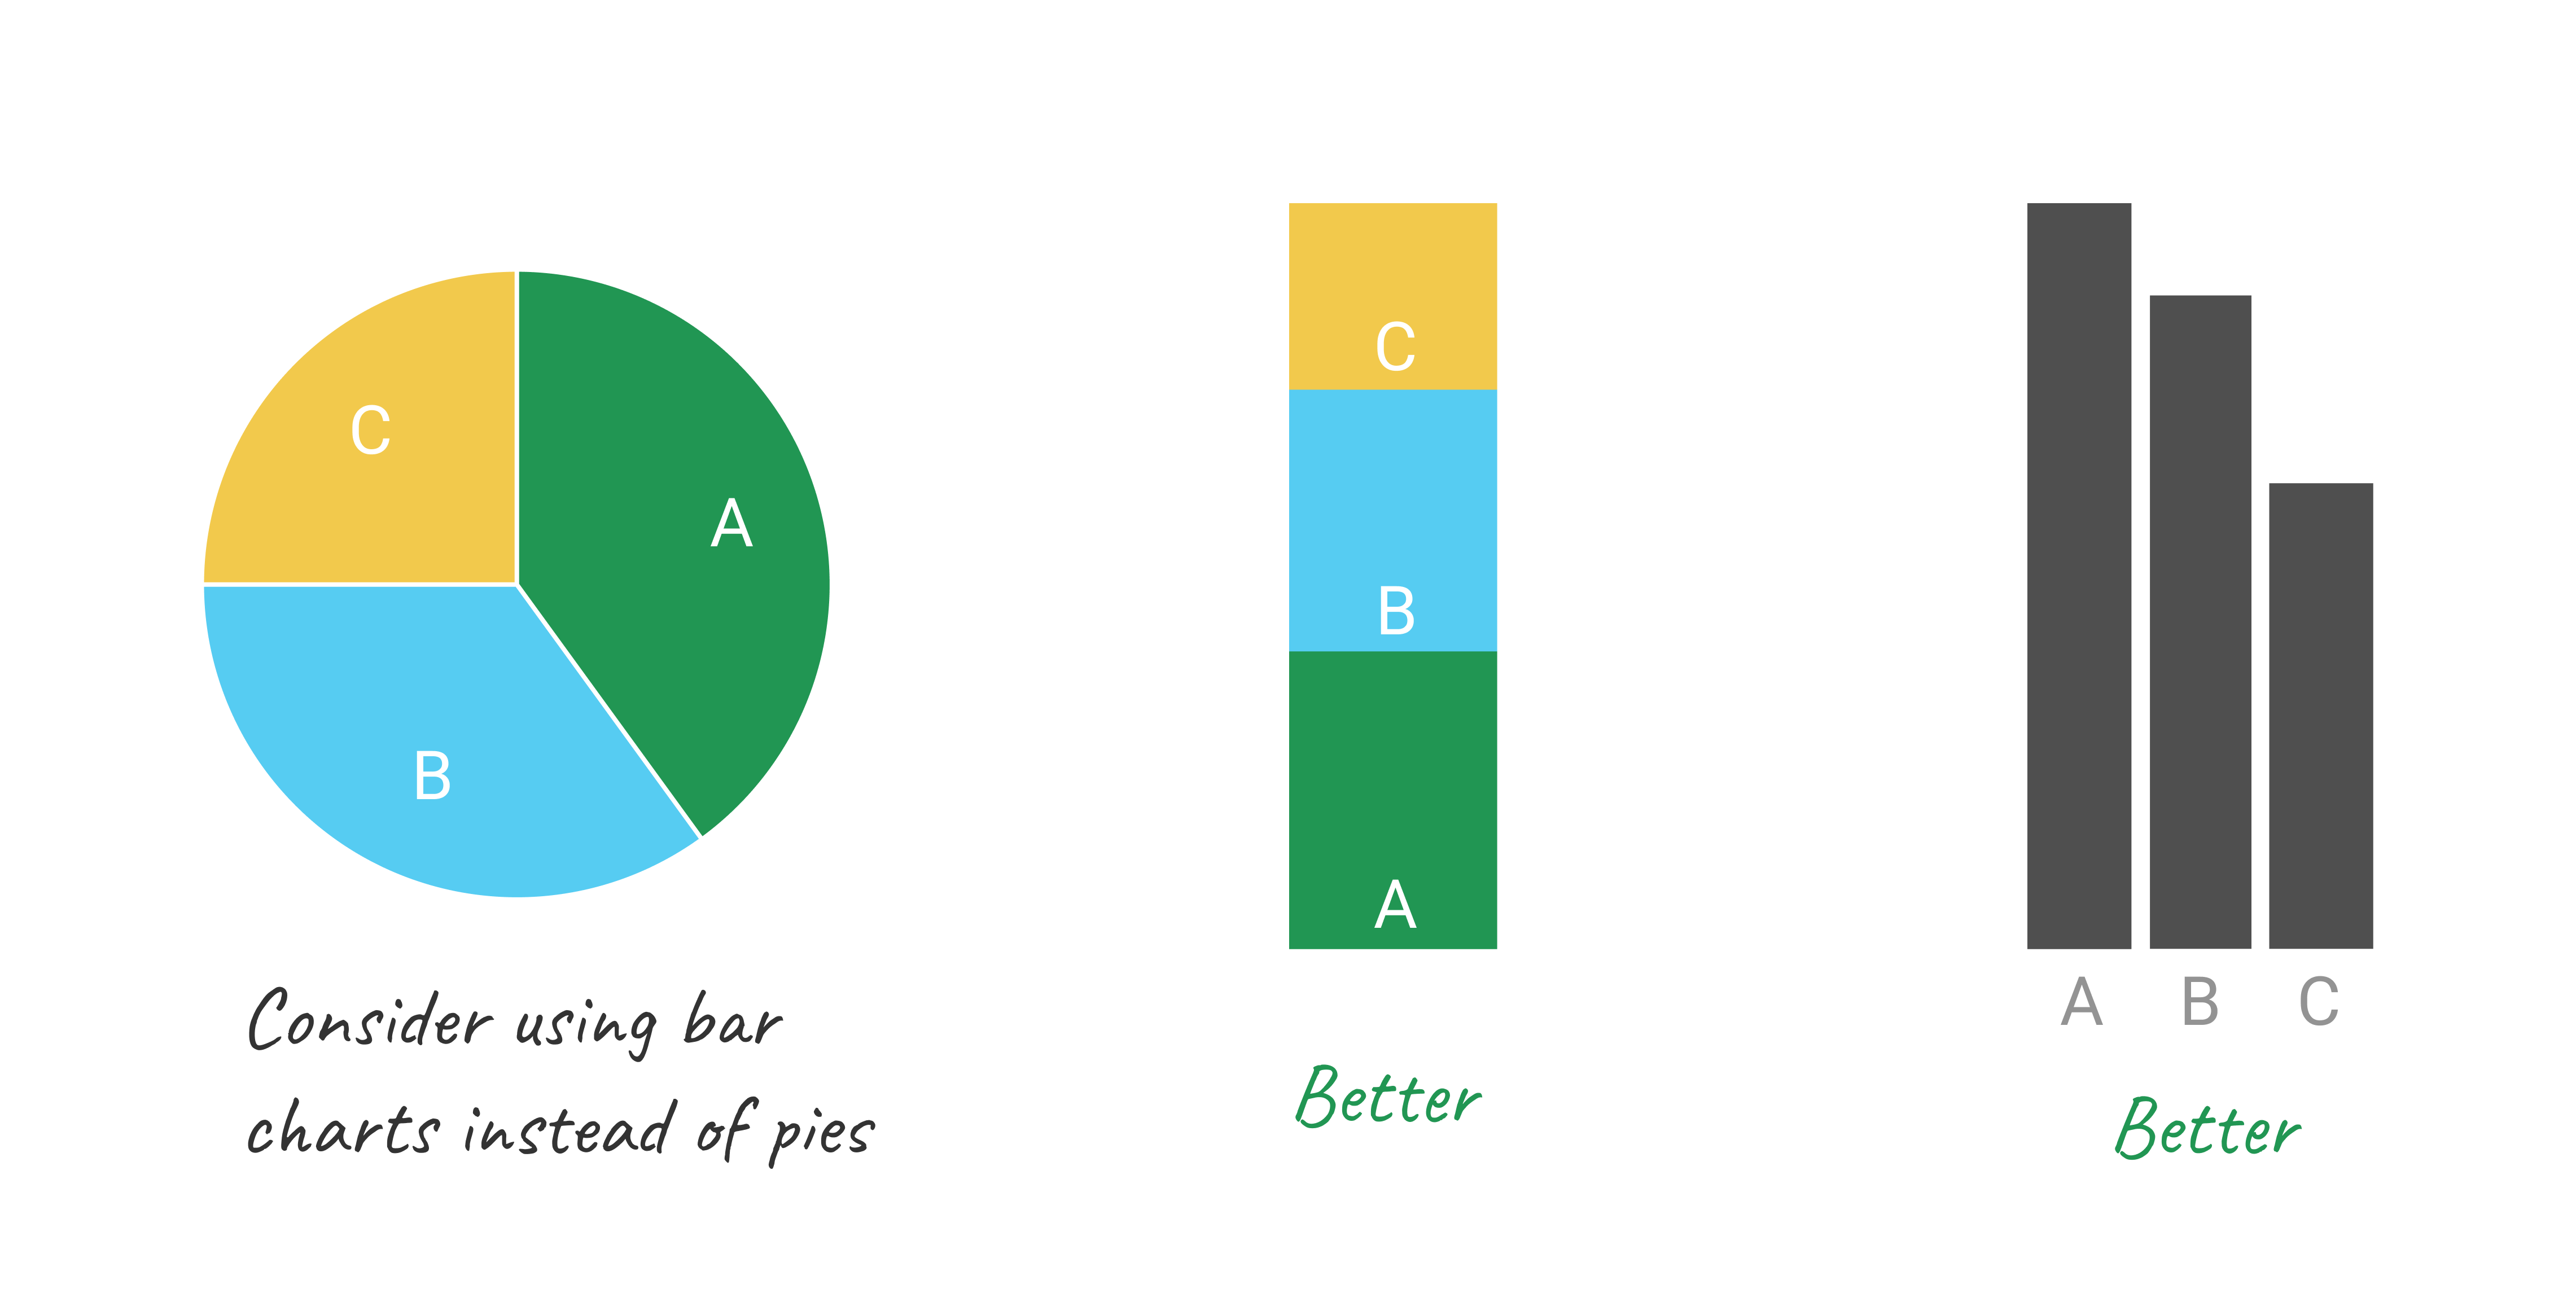 C
A
B
Consider using bar
charts instead of pies
C
B
A
Better
A B C
Better